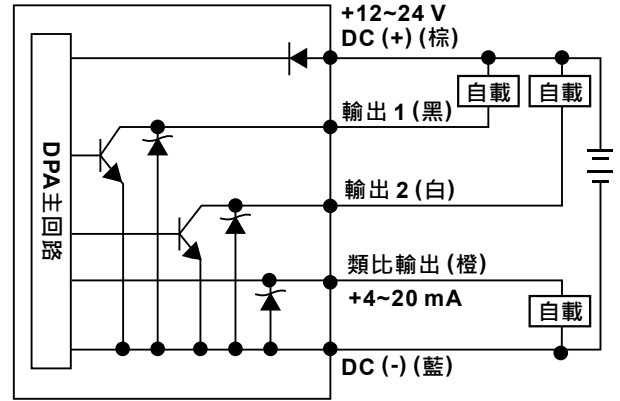 +12~24 V
DC (+) (棕)
自載
自載
輸出 1 (黑)
DPA主回路
輸出 2 (白)
類比輸出 (橙)
+4~20 mA
自載
DC (-) (藍)